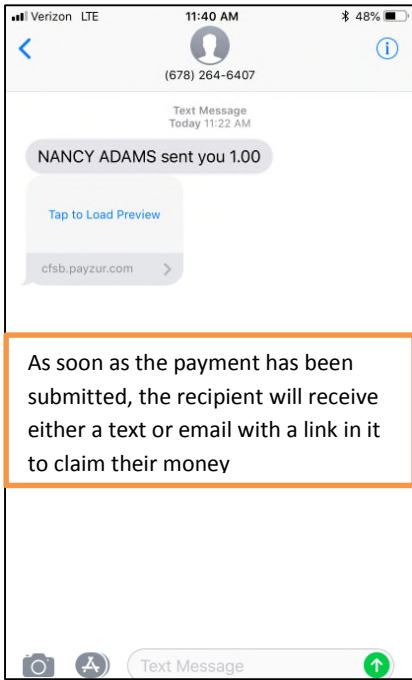 Verizon LTE 11:40 AM 48%
(678) 264-6407
Text Message
Today 11:22 AM
NANCY ADAMS sent you 1.00
Tap to Load Preview
cfsb.payzur.com
As soon as the payment has been
submitted, the recipient will receive
either a text or email with a link in it
to claim their money
Text Message